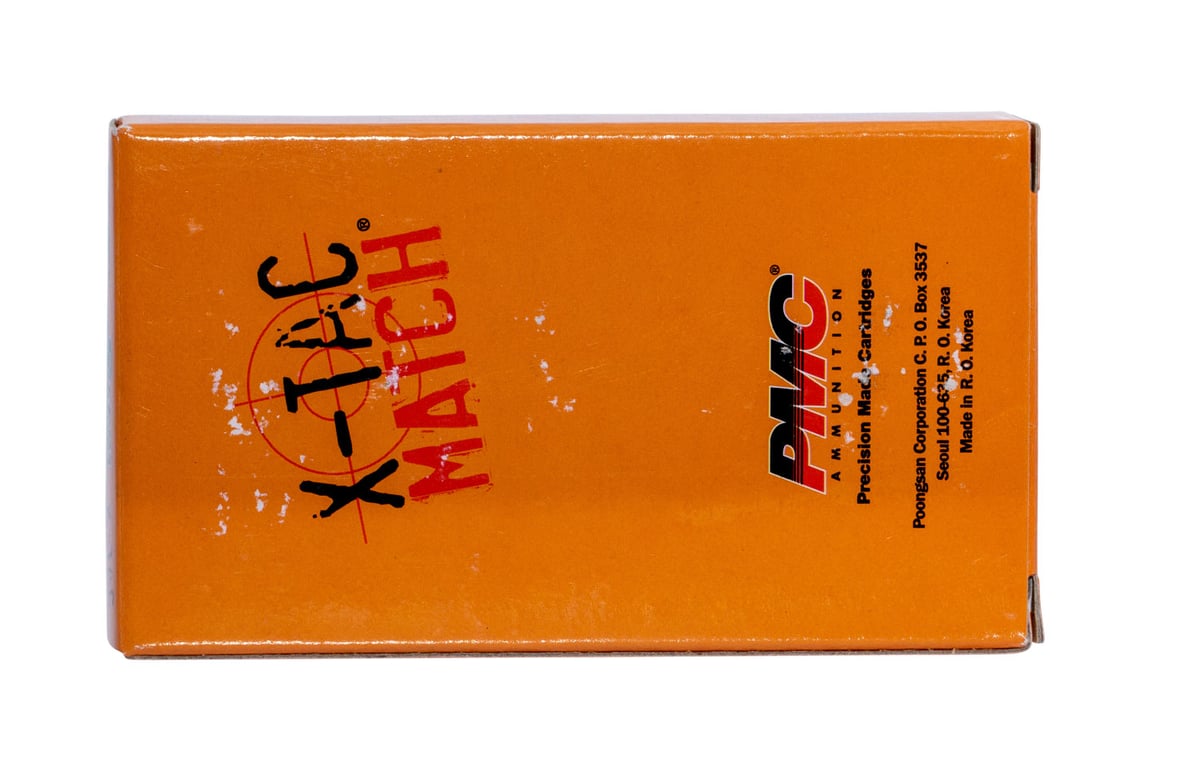 X-TAC®
MATCH
PMC®
AMMUNITION
Precision Made Cartridges
Poongsan Corporation C. P. O. Box 3537
Seoul 100-635, R. O. Korea
Made in R. O. Korea